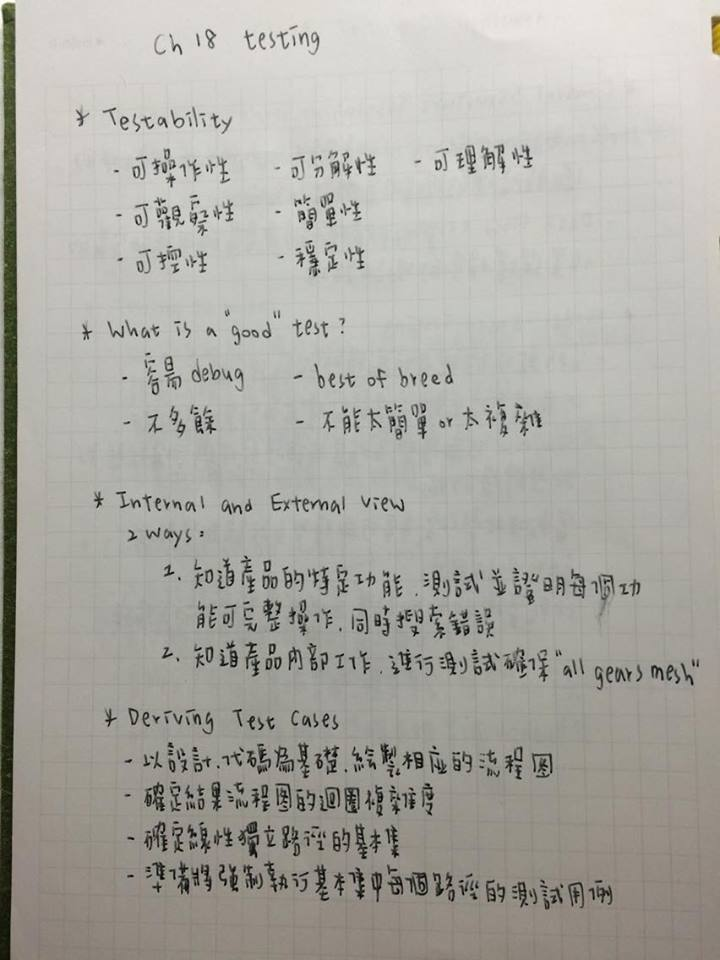 Ch 18 testing
* Testability
- 可操作性 - 可分解性 - 可理解性
- 可觀察性 - 簡單性
- 可控性 - 穩定性
* What is a "good" test?
- 容易 debug - best of breed
- 不多餘 - 不能太簡單 or 太複雜
* Internal and External View
2 ways:
1. 知道產品的特定功能,測試並證明每個功
能可完整操作,同時搜索錯誤
2. 知道產品內部工作,進行測試確保"all gears mesh"
* Deriving Test Cases
- 以設計、代碼為基礎,繪製相应的流程圖
- 確定結果流程圖的迴圈複雜度
- 確定線性獨立路徑的基本集
- 準備將強制執行基本集中每個路徑的測試用例